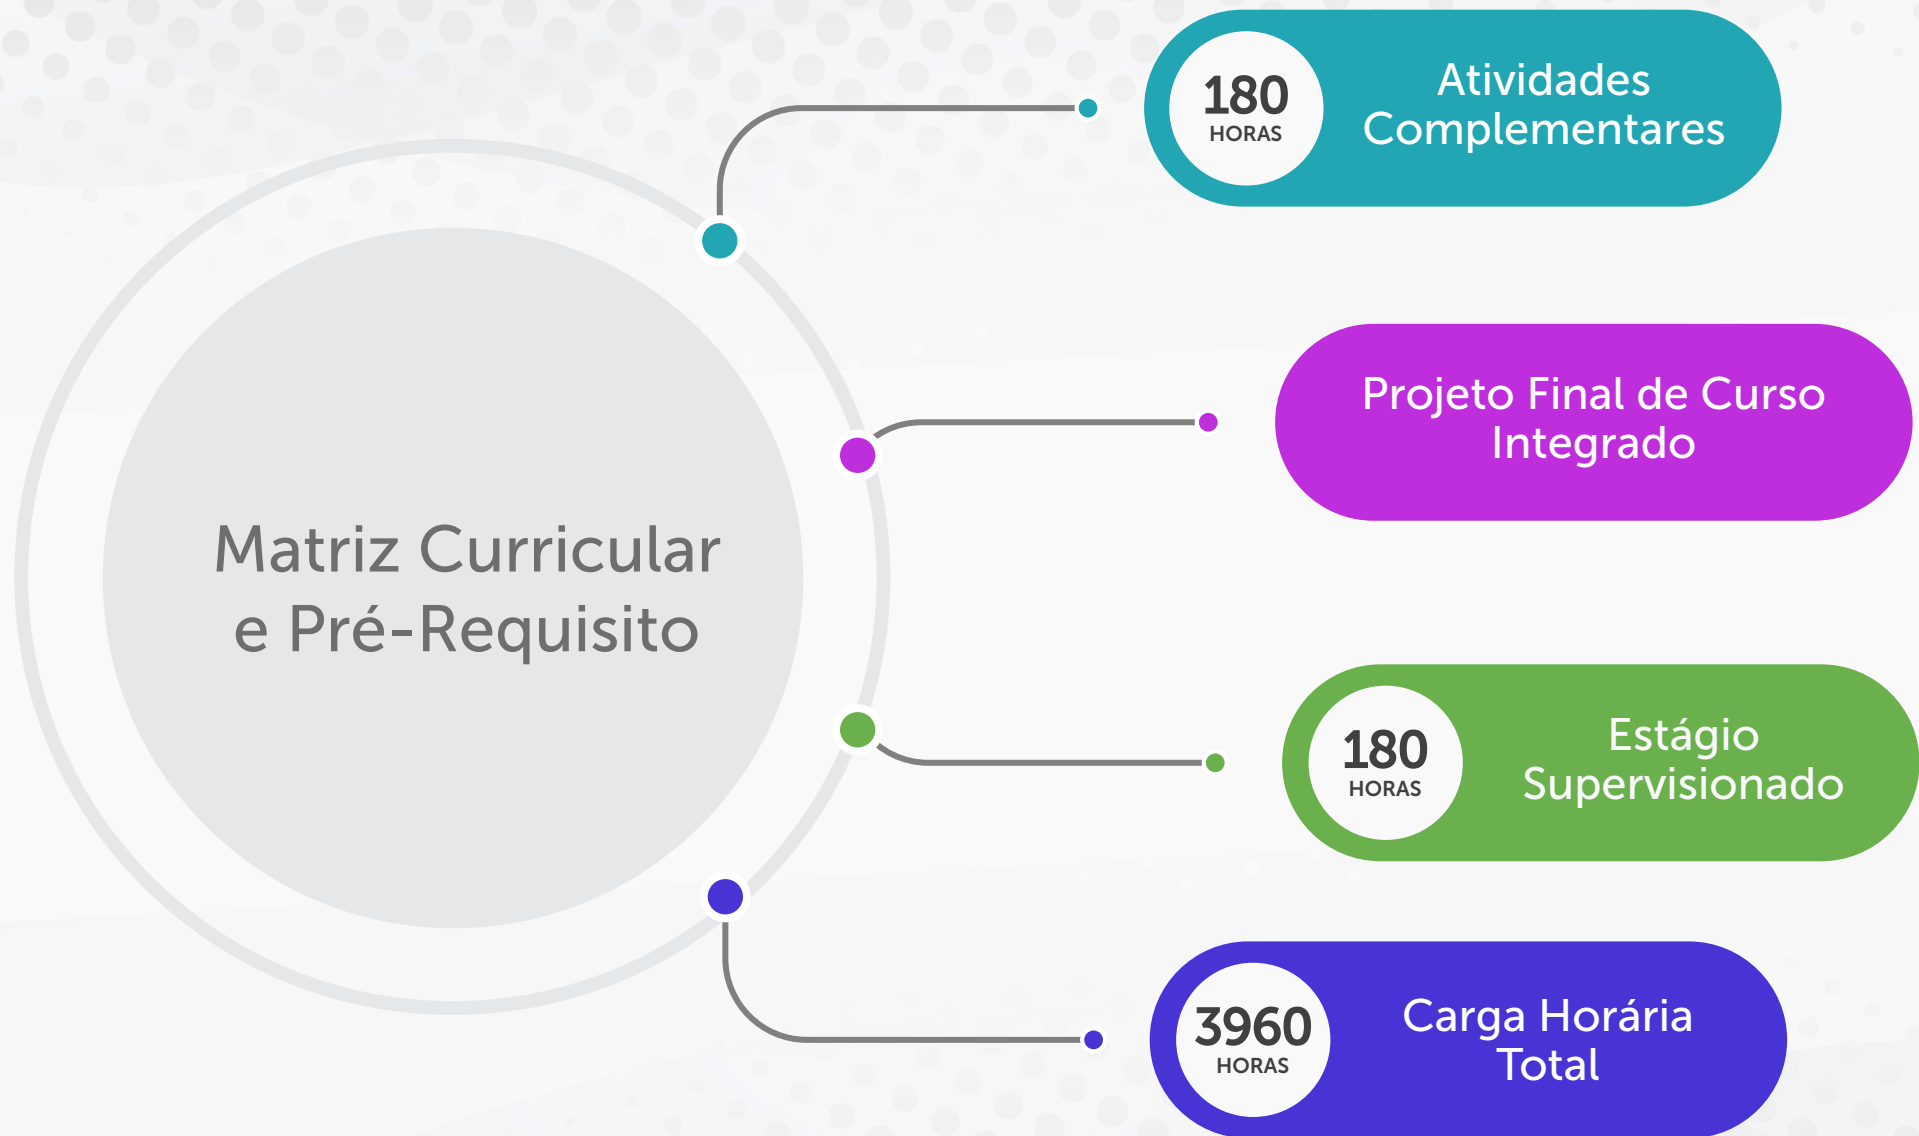 Matriz Curricular
e Pré-Requisito
180
HORAS
Atividades
Complementares
Projeto Final de Curso
Integrado
180
HORAS
Estágio
Supervisionado
3960
HORAS
Carga Horária
Total